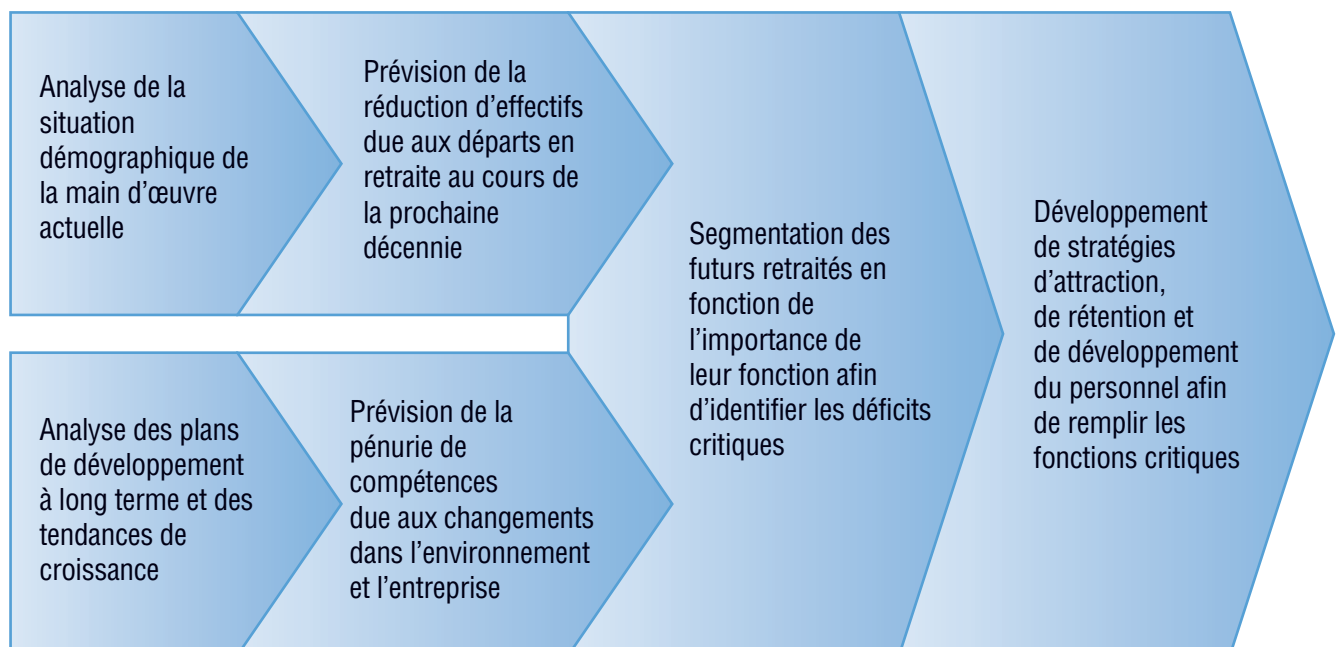 Analyse de la
situation
démographique de
la main d’œuvre
actuelle
Prévision de la
réduction d’effectifs
due aux départs en
retraite au cours de
la prochaine
décennie
Analyse des plans
de développement
à long terme et des
tendances de
croissance
Prévision de la
pénurie de
compétences
due aux changements
dans l’environnement
et l’entreprise
Segmentation des
futurs retraités en
fonction de
l’importance de
leur fonction afin
d’identifier les déficits
critiques
Développement
de stratégies
d’attraction,
de rétention et
de développement
du personnel afin
de remplir les
fonctions critiques